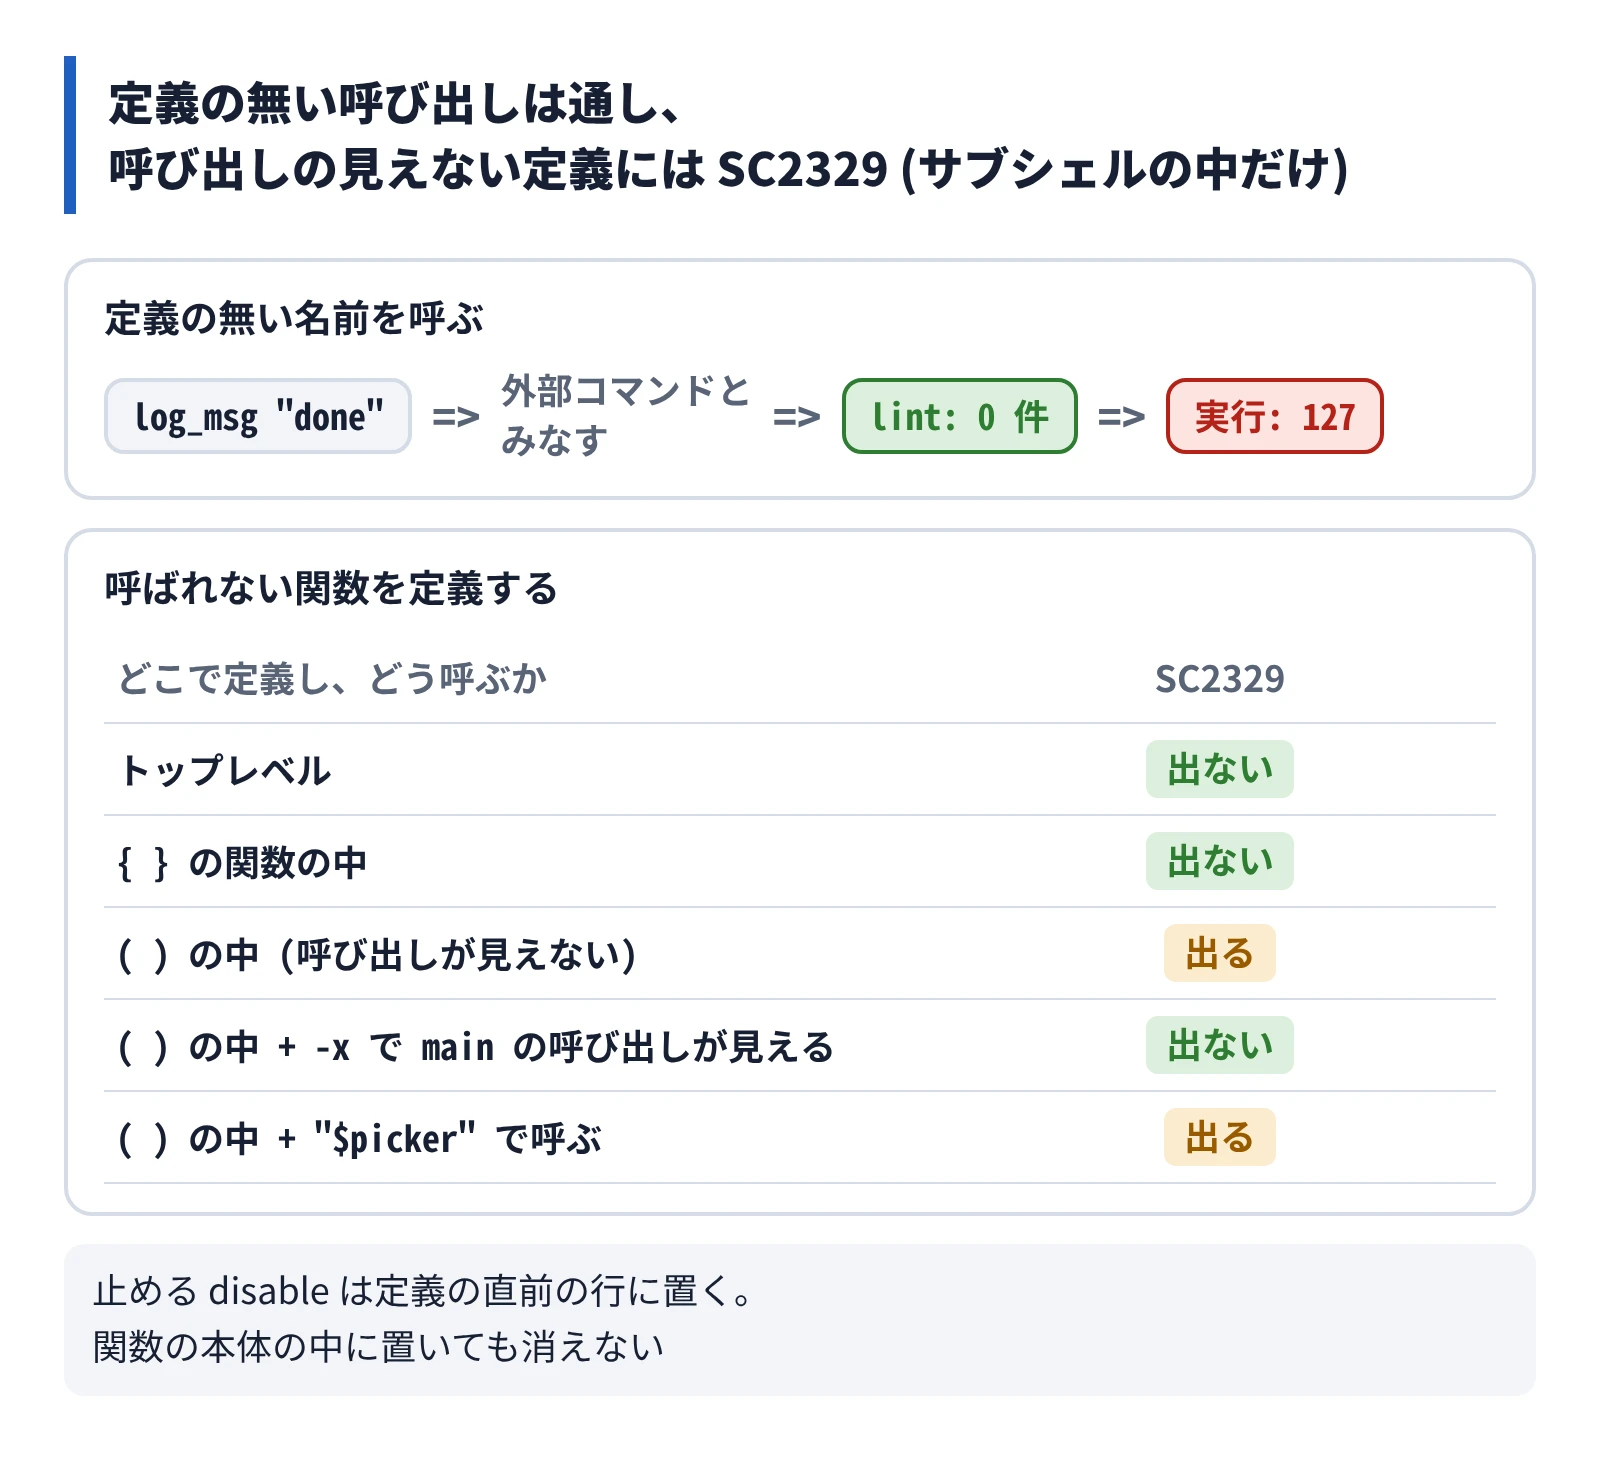 定義の無い呼び出しは通し、
呼び出しの見えない定義には SC2329 (サブシェルの中だけ)
定義の無い名前を呼ぶ
log_msg "done" => 外部コマンドと
みなす => lint: 0 件 => 実行: 127
呼ばれない関数を定義する
どこで定義し、どう呼ぶか SC2329
トップレベル 出ない
{ } の関数の中 出ない
( ) の中 (呼び出しが見えない) 出る
( ) の中 + -x で main の呼び出しが見える 出ない
( ) の中 + "$picker" で呼ぶ 出る
止める disable は定義の直前の行に置く。
関数の本体の中に置いても消えない